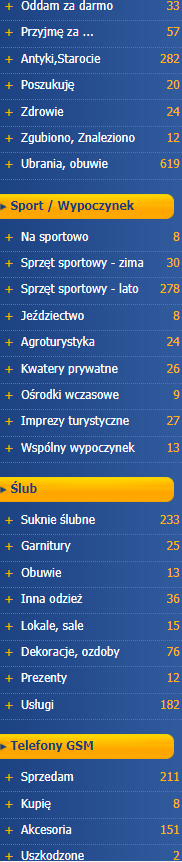 + Oddam za darmo 33
+ Przyjmę za ... 57
+ Antyki,Starocie 282
+ Poszukuję 20
+ Zdrowie 24
+ Zgubiono, Znaleziono 12
+ Ubrania, obuwie 619
Sport / Wypoczynek
+ Na sportowo 8
+ Sprzęt sportowy - zima 30
+ Sprzęt sportowy - lato 278
+ Jeździectwo 8
+ Agroturystyka 24
+ Kwatery prywatne 26
+ Ośrodki wczasowe 9
+ Imprezy turystyczne 27
+ Wspólny wypoczynek 13
Ślub
+ Suknie ślubne 233
+ Garnitury 25
+ Obuwie 13
+ Inna odzież 36
+ Lokale, sale 15
+ Dekoracje, ozdoby 76
+ Prezenty 12
+ Usługi 182
Telefony GSM
+ Sprzedam 211
+ Kupię 8
+ Akcesoria 151
+ Uszkodzone 2